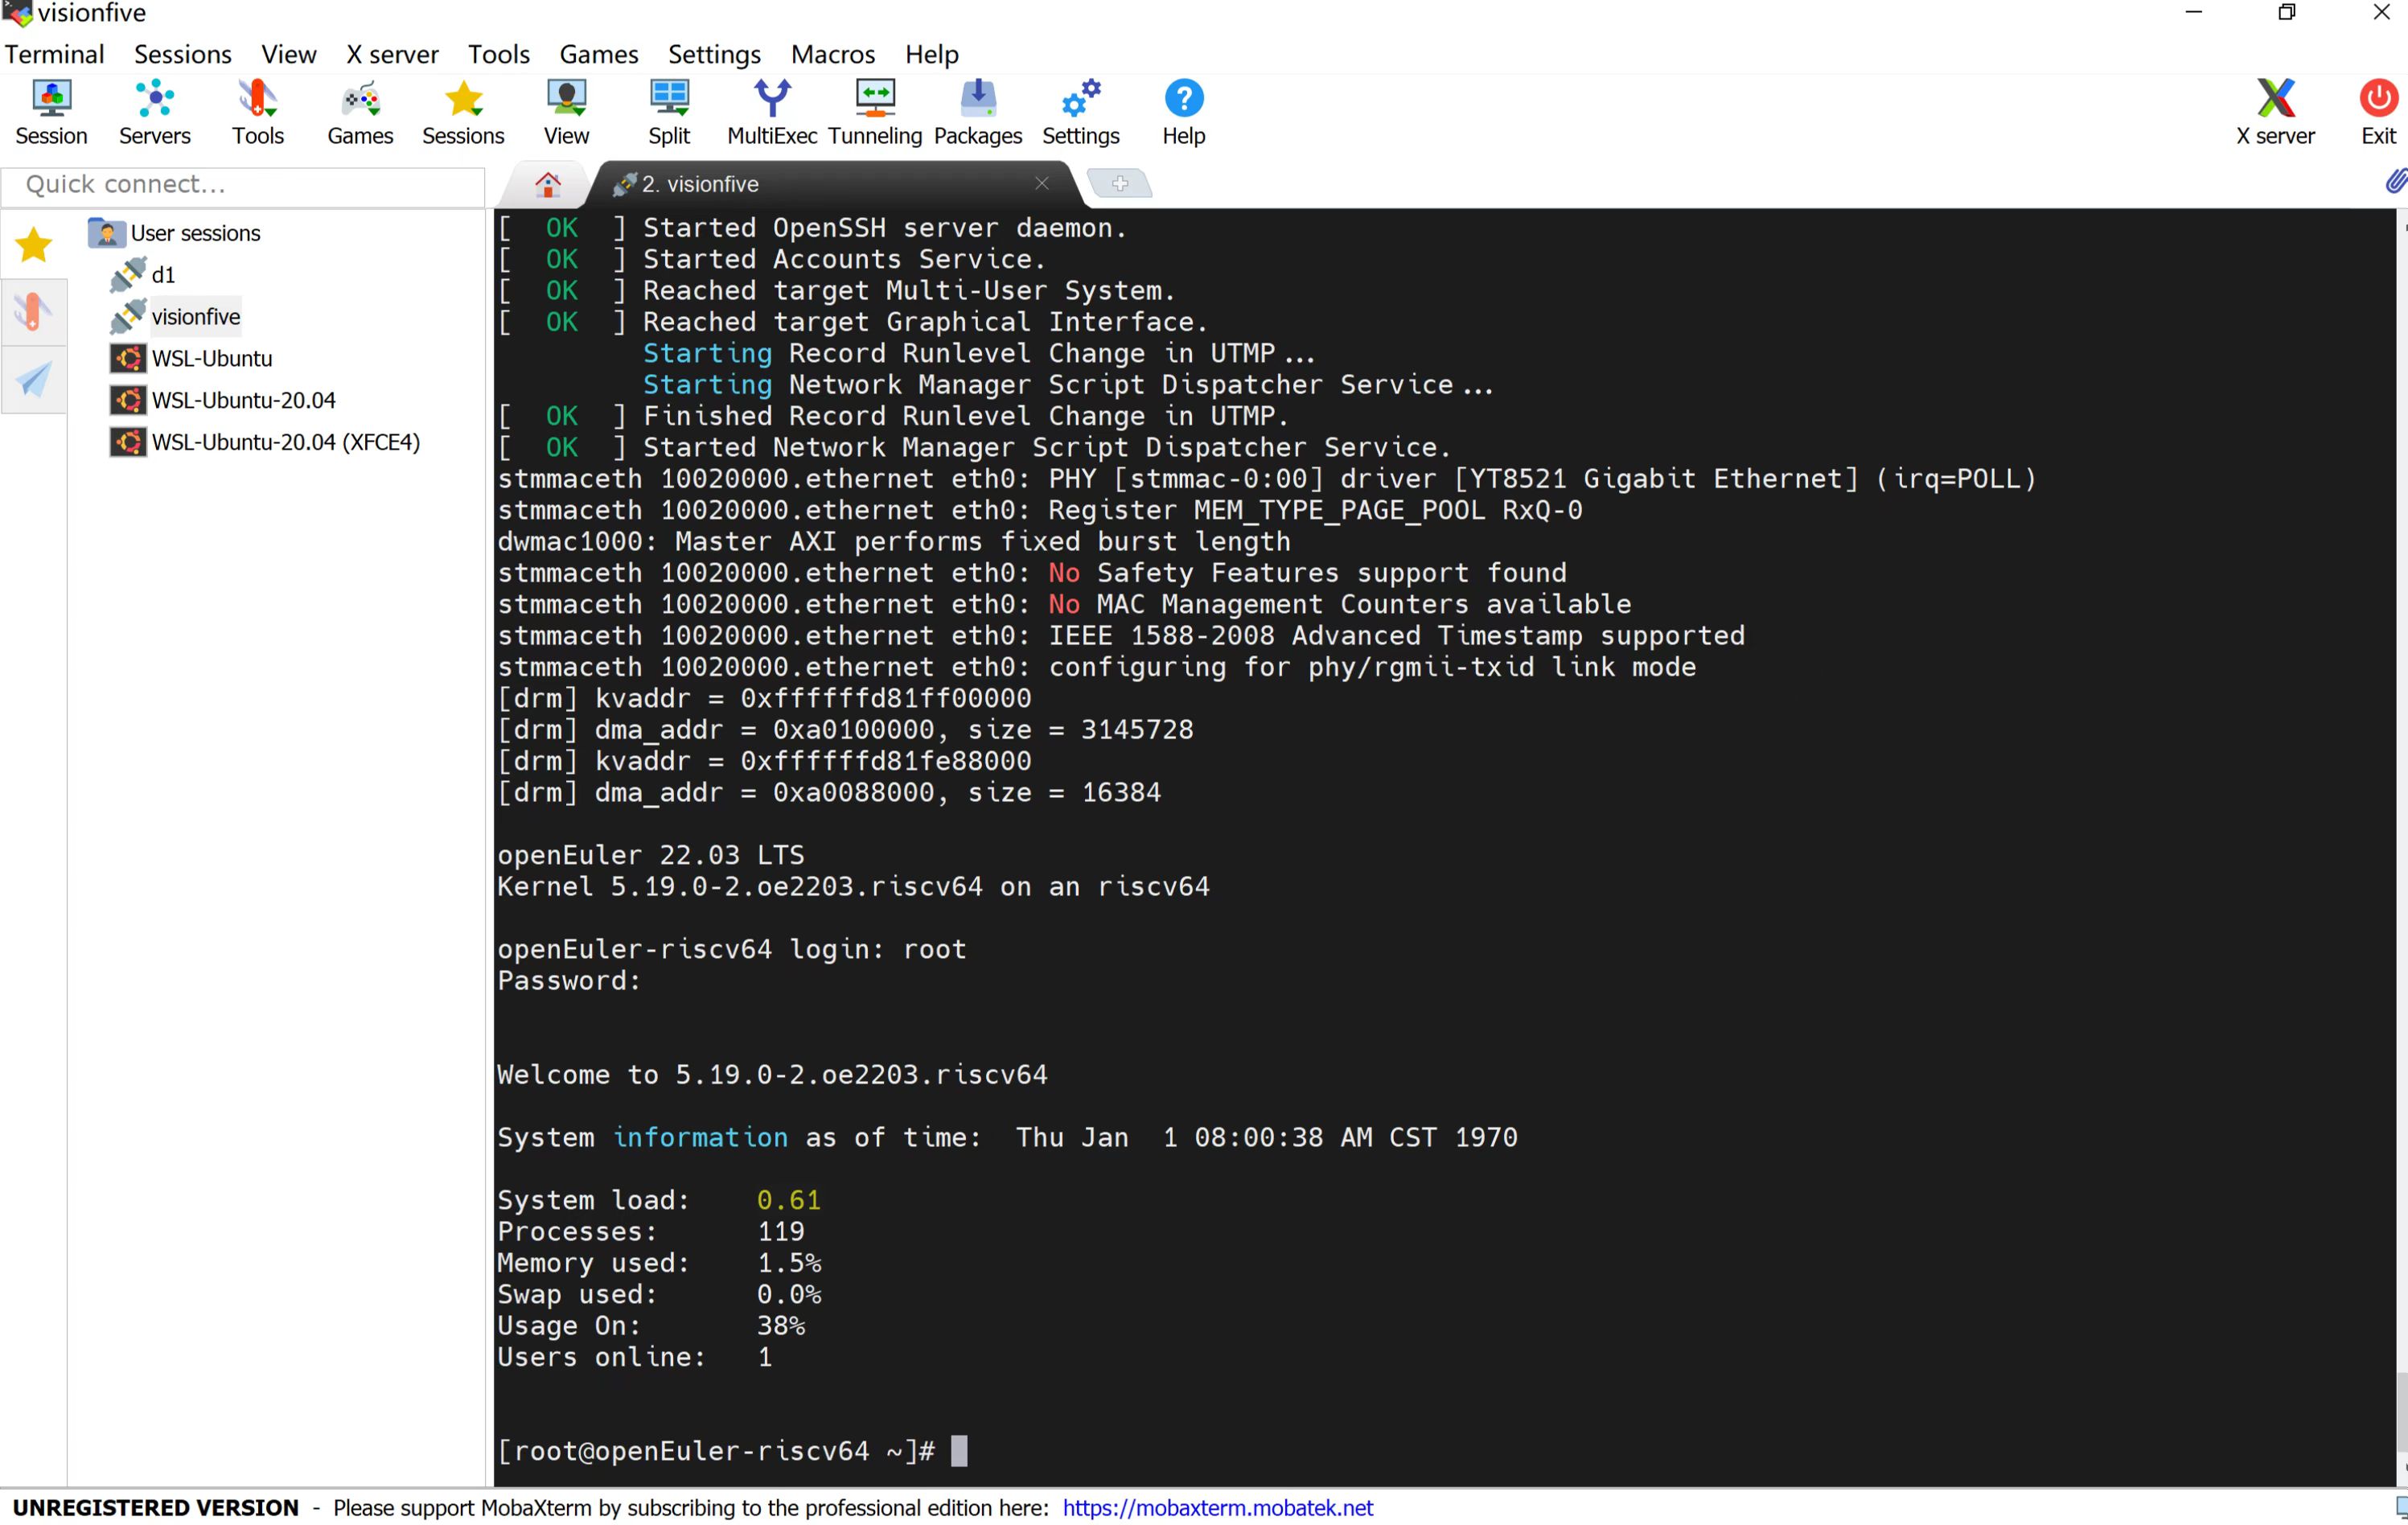 visionfive
Terminal Sessions View X server Tools Games Settings Macros Help
Session Servers Tools Games Sessions View Split MultiExec Tunneling Packages Settings Help X server Exit
Quick connect...
2. visionfive
User sessions
d1
visionfive
WSL-Ubuntu
WSL-Ubuntu-20.04
WSL-Ubuntu-20.04 (XFCE4)
[  OK  ] Started OpenSSH server daemon.
[  OK  ] Started Accounts Service.
[  OK  ] Reached target Multi-User System.
[  OK  ] Reached target Graphical Interface.
Starting Record Runlevel Change in UTMP...
Starting Network Manager Script Dispatcher Service...
[  OK  ] Finished Record Runlevel Change in UTMP.
[  OK  ] Started Network Manager Script Dispatcher Service.
stmmaceth 10020000.ethernet eth0: PHY [stmmac-0:00] driver [YT8521 Gigabit Ethernet] (irq=POLL)
stmmaceth 10020000.ethernet eth0: Register MEM_TYPE_PAGE_POOL RxQ-0
dwmac1000: Master AXI performs fixed burst length
stmmaceth 10020000.ethernet eth0: No Safety Features support found
stmmaceth 10020000.ethernet eth0: No MAC Management Counters available
stmmaceth 10020000.ethernet eth0: IEEE 1588-2008 Advanced Timestamp supported
stmmaceth 10020000.ethernet eth0: configuring for phy/rgmii-txid link mode
[drm] kvaddr = 0xffffffd81ff00000
[drm] dma_addr = 0xa0100000, size = 3145728
[drm] kvaddr = 0xffffffd81fe88000
[drm] dma_addr = 0xa0088000, size = 16384
openEuler 22.03 LTS
Kernel 5.19.0-2.oe2203.riscv64 on an riscv64
openEuler-riscv64 login: root
Password:
Welcome to 5.19.0-2.oe2203.riscv64
System information as of time:  Thu Jan  1 08:00:38 AM CST 1970
System load:    0.61
Processes:      119
Memory used:    1.5%
Swap used:      0.0%
Usage On:       38%
Users online:   1
[root@openEuler-riscv64 ~]#
UNREGISTERED VERSION - Please support MobaXterm by subscribing to the professional edition here: https://mobaxterm.mobatek.net